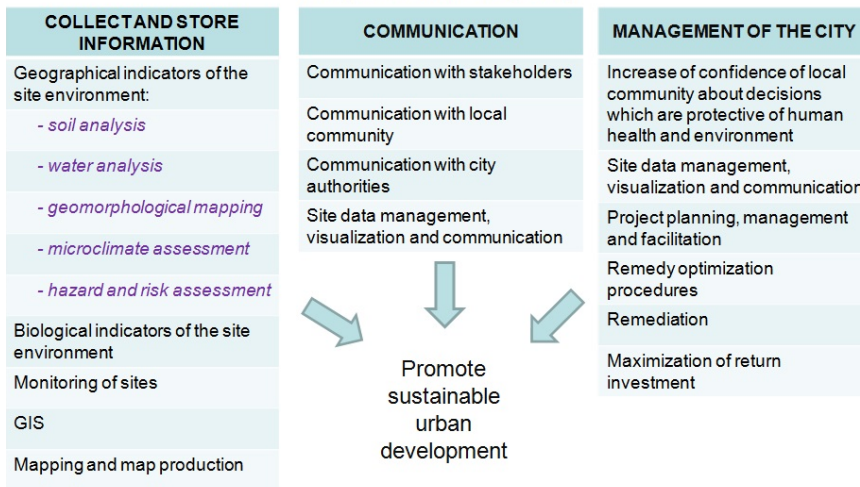 COLLECT AND STORE
INFORMATION
Geographical indicators of the
site environment:
- soil analysis
- water analysis
- geomorphological mapping
- microclimate assessment
- hazard and risk assessment
Biological indicators of the site
environment
Monitoring of sites
GIS
Mapping and map production
COMMUNICATION
Communication with stakeholders
Communication with local
community
Communication with city
authorities
Site data management,
visualization and communication
MANAGEMENT OF THE CITY
Increase of confidence of local
community about decisions
which are protective of human
health and environment
Site data management,
visualization and communication
Project planning, management
and facilitation
Remedy optimization
procedures
Remediation
Maximization of return
investment
Promote
sustainable
urban
development